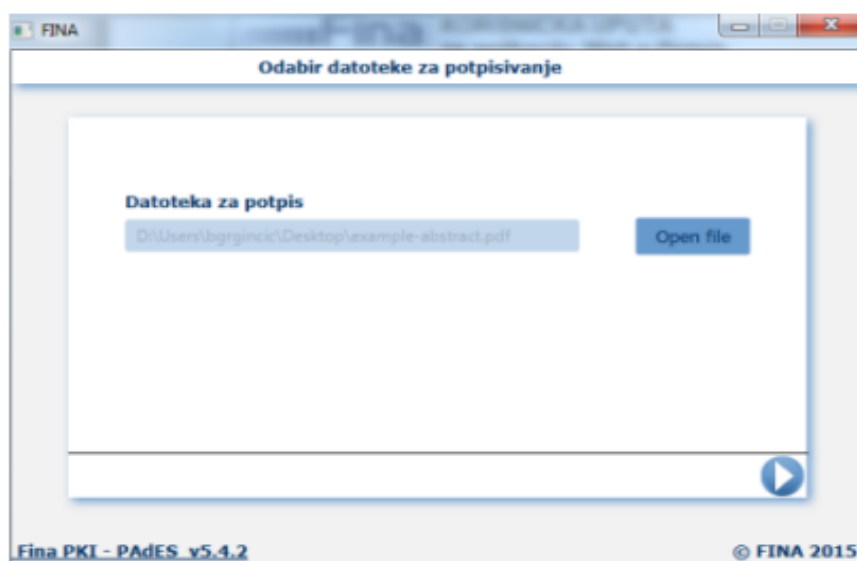 FINA
Fina
Odabir datoteke za potpisivanje
Datoteka za potpis
D:\Users\bgrgincic\Desktop\example-abstract.pdf
Open file
Fina PKI - PAdES v5.4.2
© FINA 2015